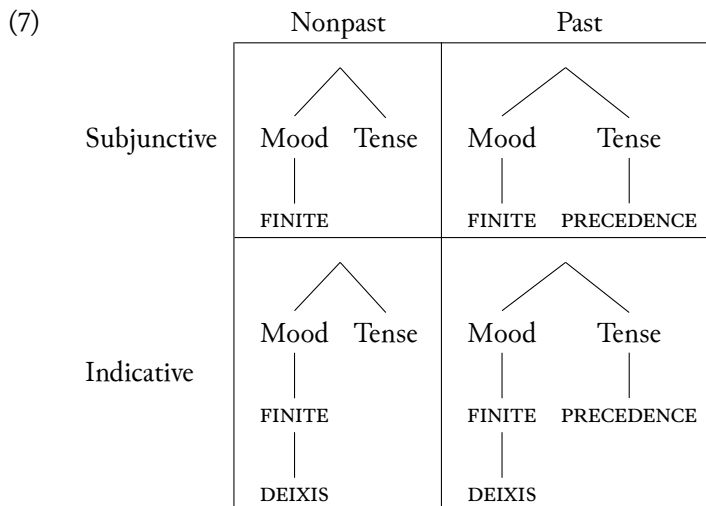 (7) Nonpast Past
Subjunctive Mood Tense Mood Tense
FINITE FINITE PRECEDENCE
Indicative
Mood Tense Mood Tense
FINITE FINITE PRECEDENCE
DEIXIS DEIXIS